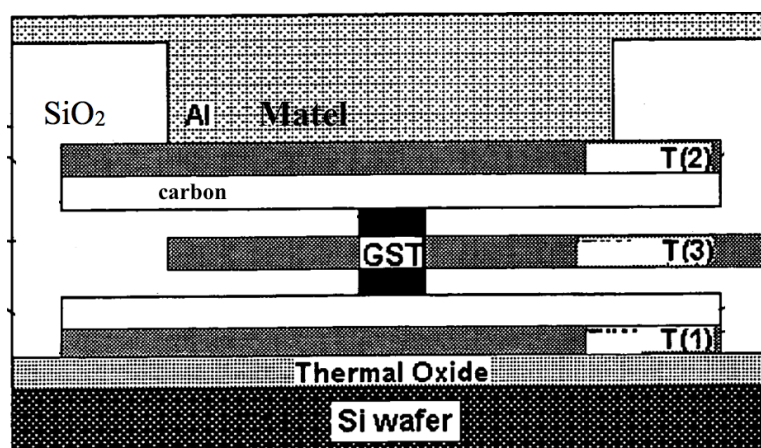 SiO₂
Al Matel
T(2)
carbon
GST T(3)
T(1)
Thermal Oxide
Si wafer